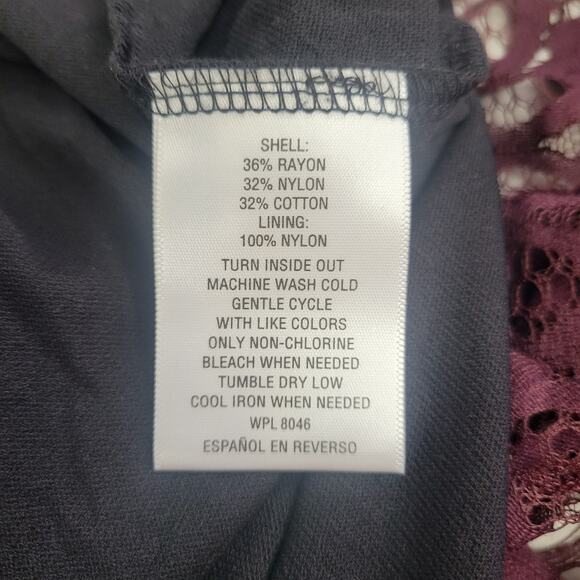 SHELL:
36% RAYON
32% NYLON
32% COTTON
LINING:
100% NYLON
TURN INSIDE OUT
MACHINE WASH COLD
GENTLE CYCLE
WITH LIKE COLORS
ONLY NON-CHLORINE
BLEACH WHEN NEEDED
TUMBLE DRY LOW
COOL IRON WHEN NEEDED
WPL 8046
ESPAÑOL EN REVERSO